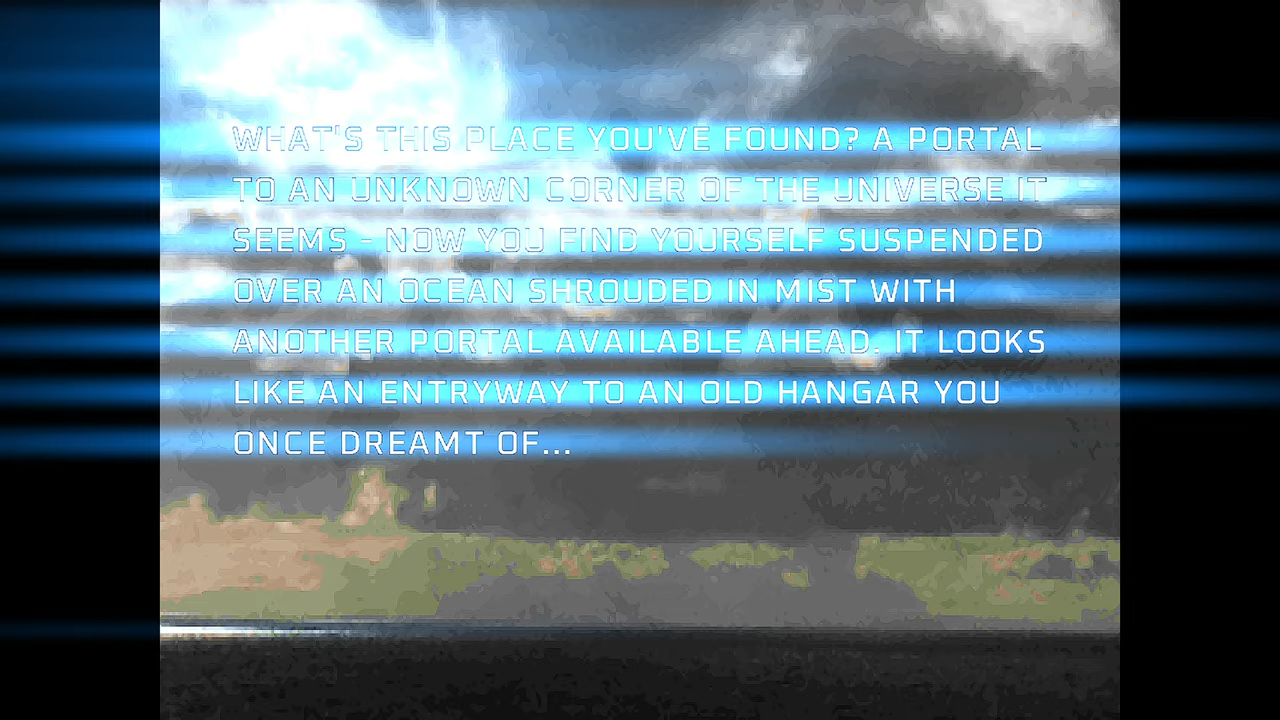 WHAT'S THIS PLACE YOU'VE FOUND? A PORTAL
TO AN UNKNOWN CORNER OF THE UNIVERSE IT
SEEMS - NOW YOU FIND YOURSELF SUSPENDED
OVER AN OCEAN SHROUDED IN MIST WITH
ANOTHER PORTAL AVAILABLE AHEAD. IT LOOKS
LIKE AN ENTRYWAY TO AN OLD HANGAR YOU
ONCE DREAMT OF...